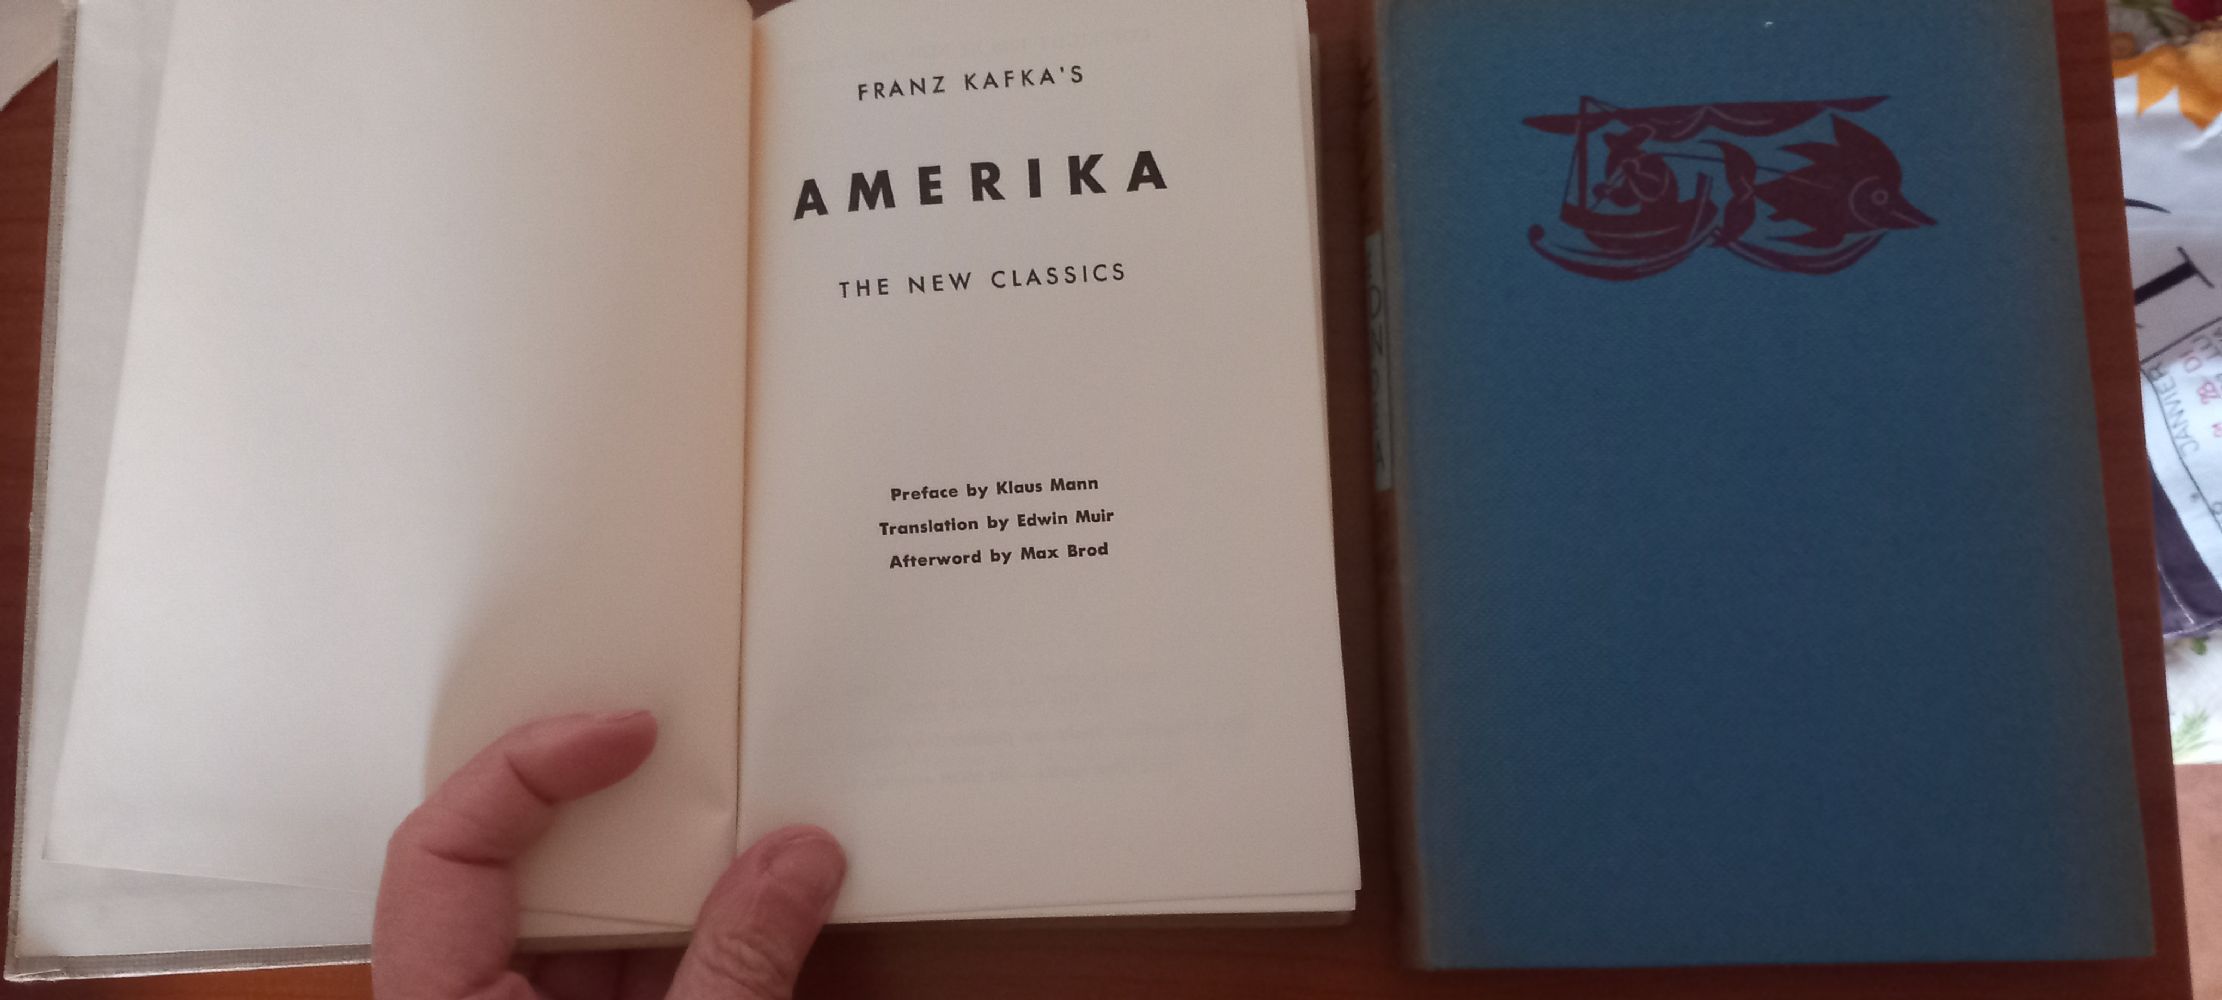 FRANZ KAFKA'S
AMERIKA
THE NEW CLASSICS
Preface by Klaus Mann
Translation by Edwin Muir
Afterword by Max Brod
JANVIER